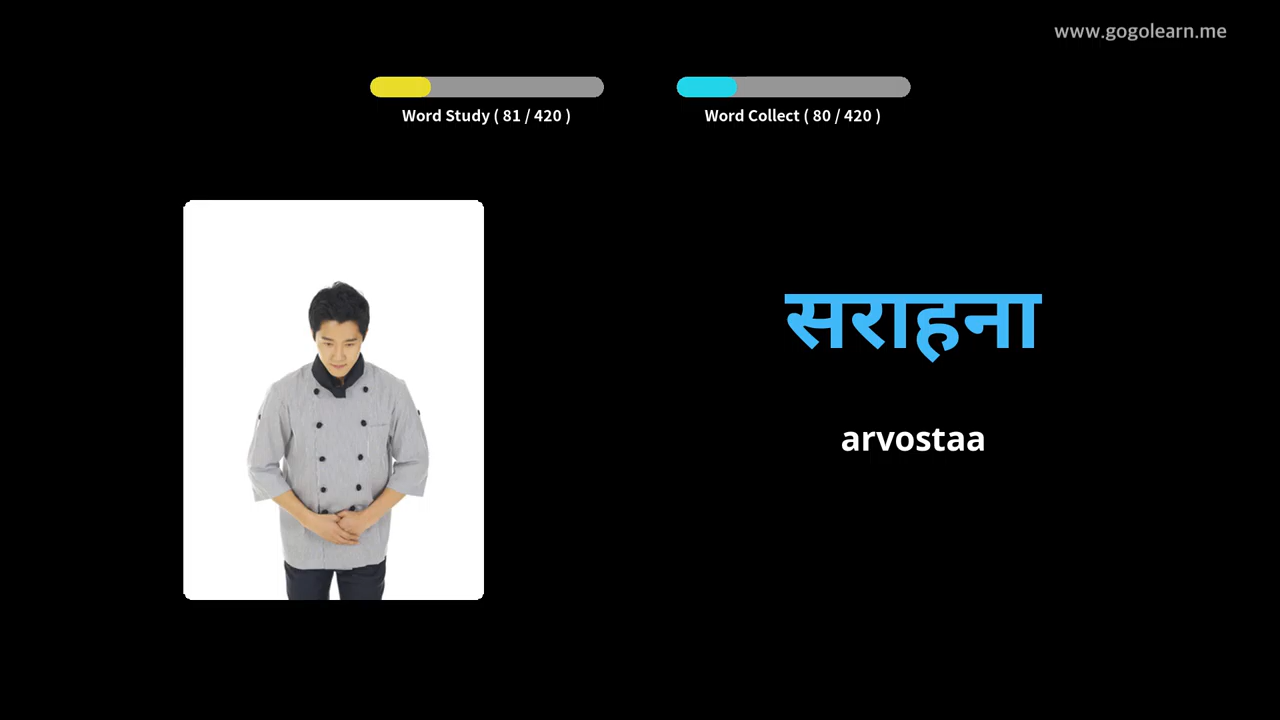 www.gogolearn.me
Word Study ( 81 / 420 )
Word Collect ( 80 / 420 )
सराहना
arvostaa